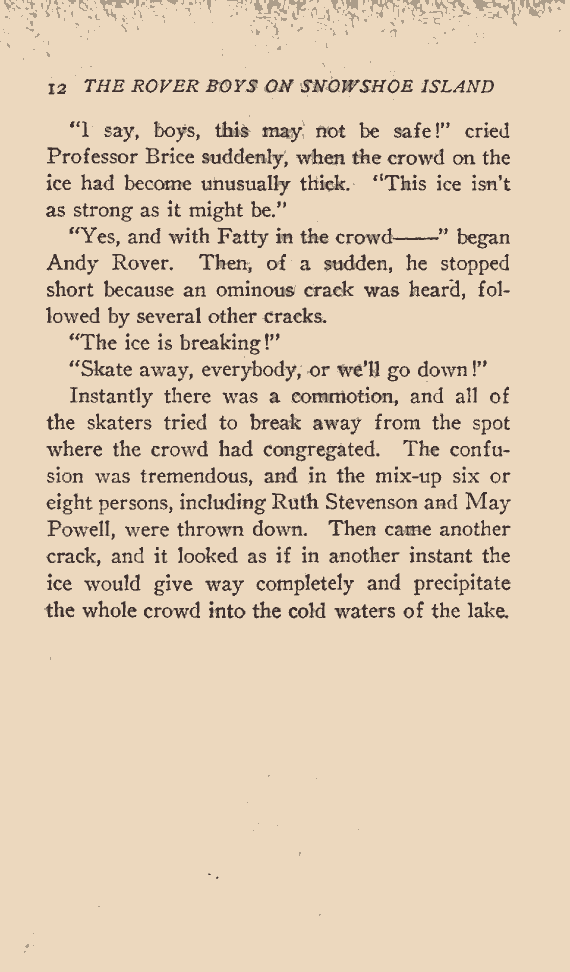 12 THE ROVER BOYS ON SNOWSHOE ISLAND
“I say, boys, this may not be safe!” cried
Professor Brice suddenly, when the crowd on the
ice had become unusually thick. “This ice isn't
as strong as it might be.”
“Yes, and with Fatty in the crowd——” began
Andy Rover. Then, of a sudden, he stopped
short because an ominous crack was heard, fol-
lowed by several other cracks.
“The ice is breaking!”
“Skate away, everybody, or we'll go down!”
Instantly there was a commotion, and all of
the skaters tried to break away from the spot
where the crowd had congregated. The confu-
sion was tremendous, and in the mix-up six or
eight persons, including Ruth Stevenson and May
Powell, were thrown down. Then came another
crack, and it looked as if in another instant the
ice would give way completely and precipitate
the whole crowd into the cold waters of the lake.